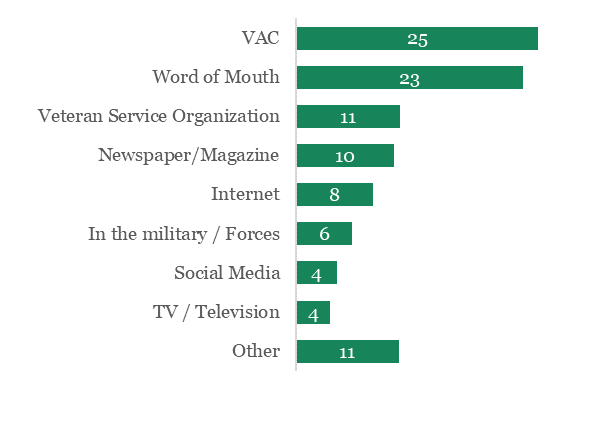 VAC 25
Word of Mouth 23
Veteran Service Organization 11
Newspaper/Magazine 10
Internet 8
In the military / Forces 6
Social Media 4
TV / Television 4
Other 11